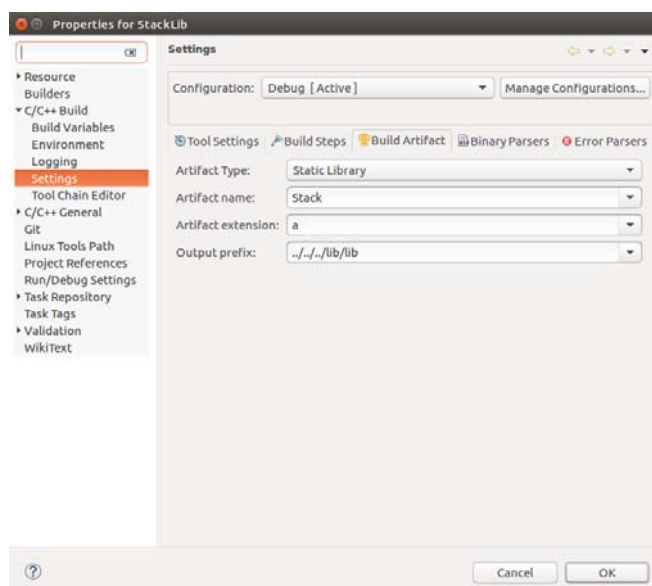 Properties for StackLib
Settings
Configuration: Debug [Active] Manage Configurations...
Resource
Builders
C/C++ Build
Build Variables
Environment
Logging
Settings
Tool Chain Editor
C/C++ General
Git
Linux Tools Path
Project References
Run/Debug Settings
Task Repository
Task Tags
Validation
WikiText
Tool Settings Build Steps Build Artifact Binary Parsers Error Parsers
Artifact Type: Static Library
Artifact name: Stack
Artifact extension: a
Output prefix: ../../../lib/lib
Cancel OK